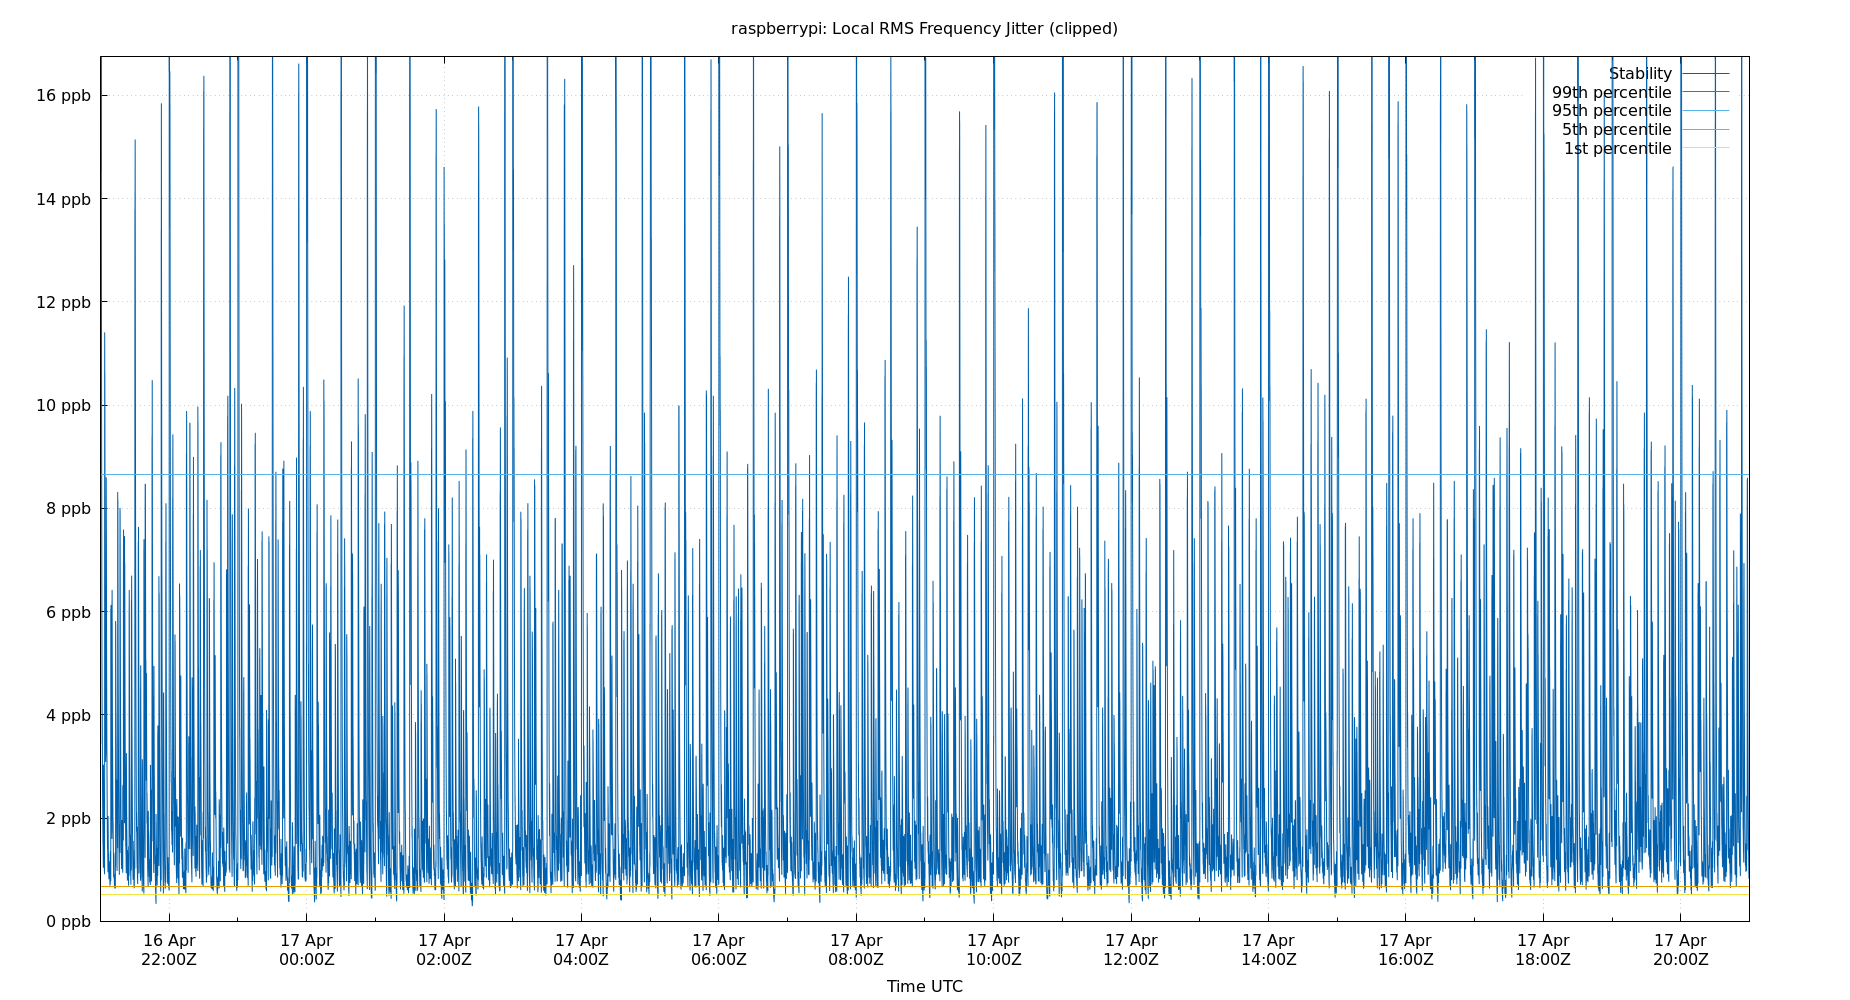 raspberrypi: Local RMS Frequency Jitter (clipped)
Stability
99th percentile
95th percentile
5th percentile
1st percentile
16 ppb
14 ppb
12 ppb
10 ppb
8 ppb
6 ppb
4 ppb
2 ppb
0 ppb
16 Apr 17 Apr 17 Apr 17 Apr 17 Apr 17 Apr 17 Apr 17 Apr 17 Apr 17 Apr 17 Apr 17 Apr
22:00Z 00:00Z 02:00Z 04:00Z 06:00Z 08:00Z 10:00Z 12:00Z 14:00Z 16:00Z 18:00Z 20:00Z
Time UTC